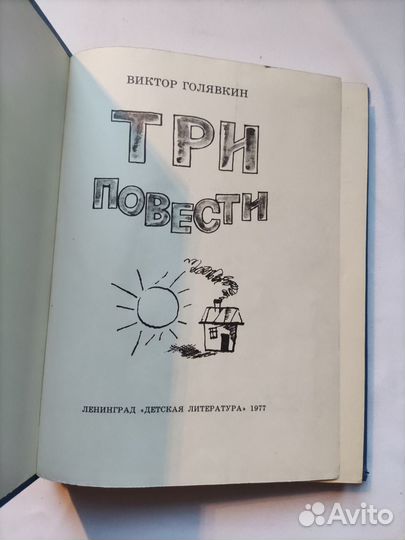 ВИКТОР ГОЛЯВКИН
ТРИ
ПОВЕСТИ
ЛЕНИНГРАД «ДЕТСКАЯ ЛИТЕРАТУРА» 1977
Avito